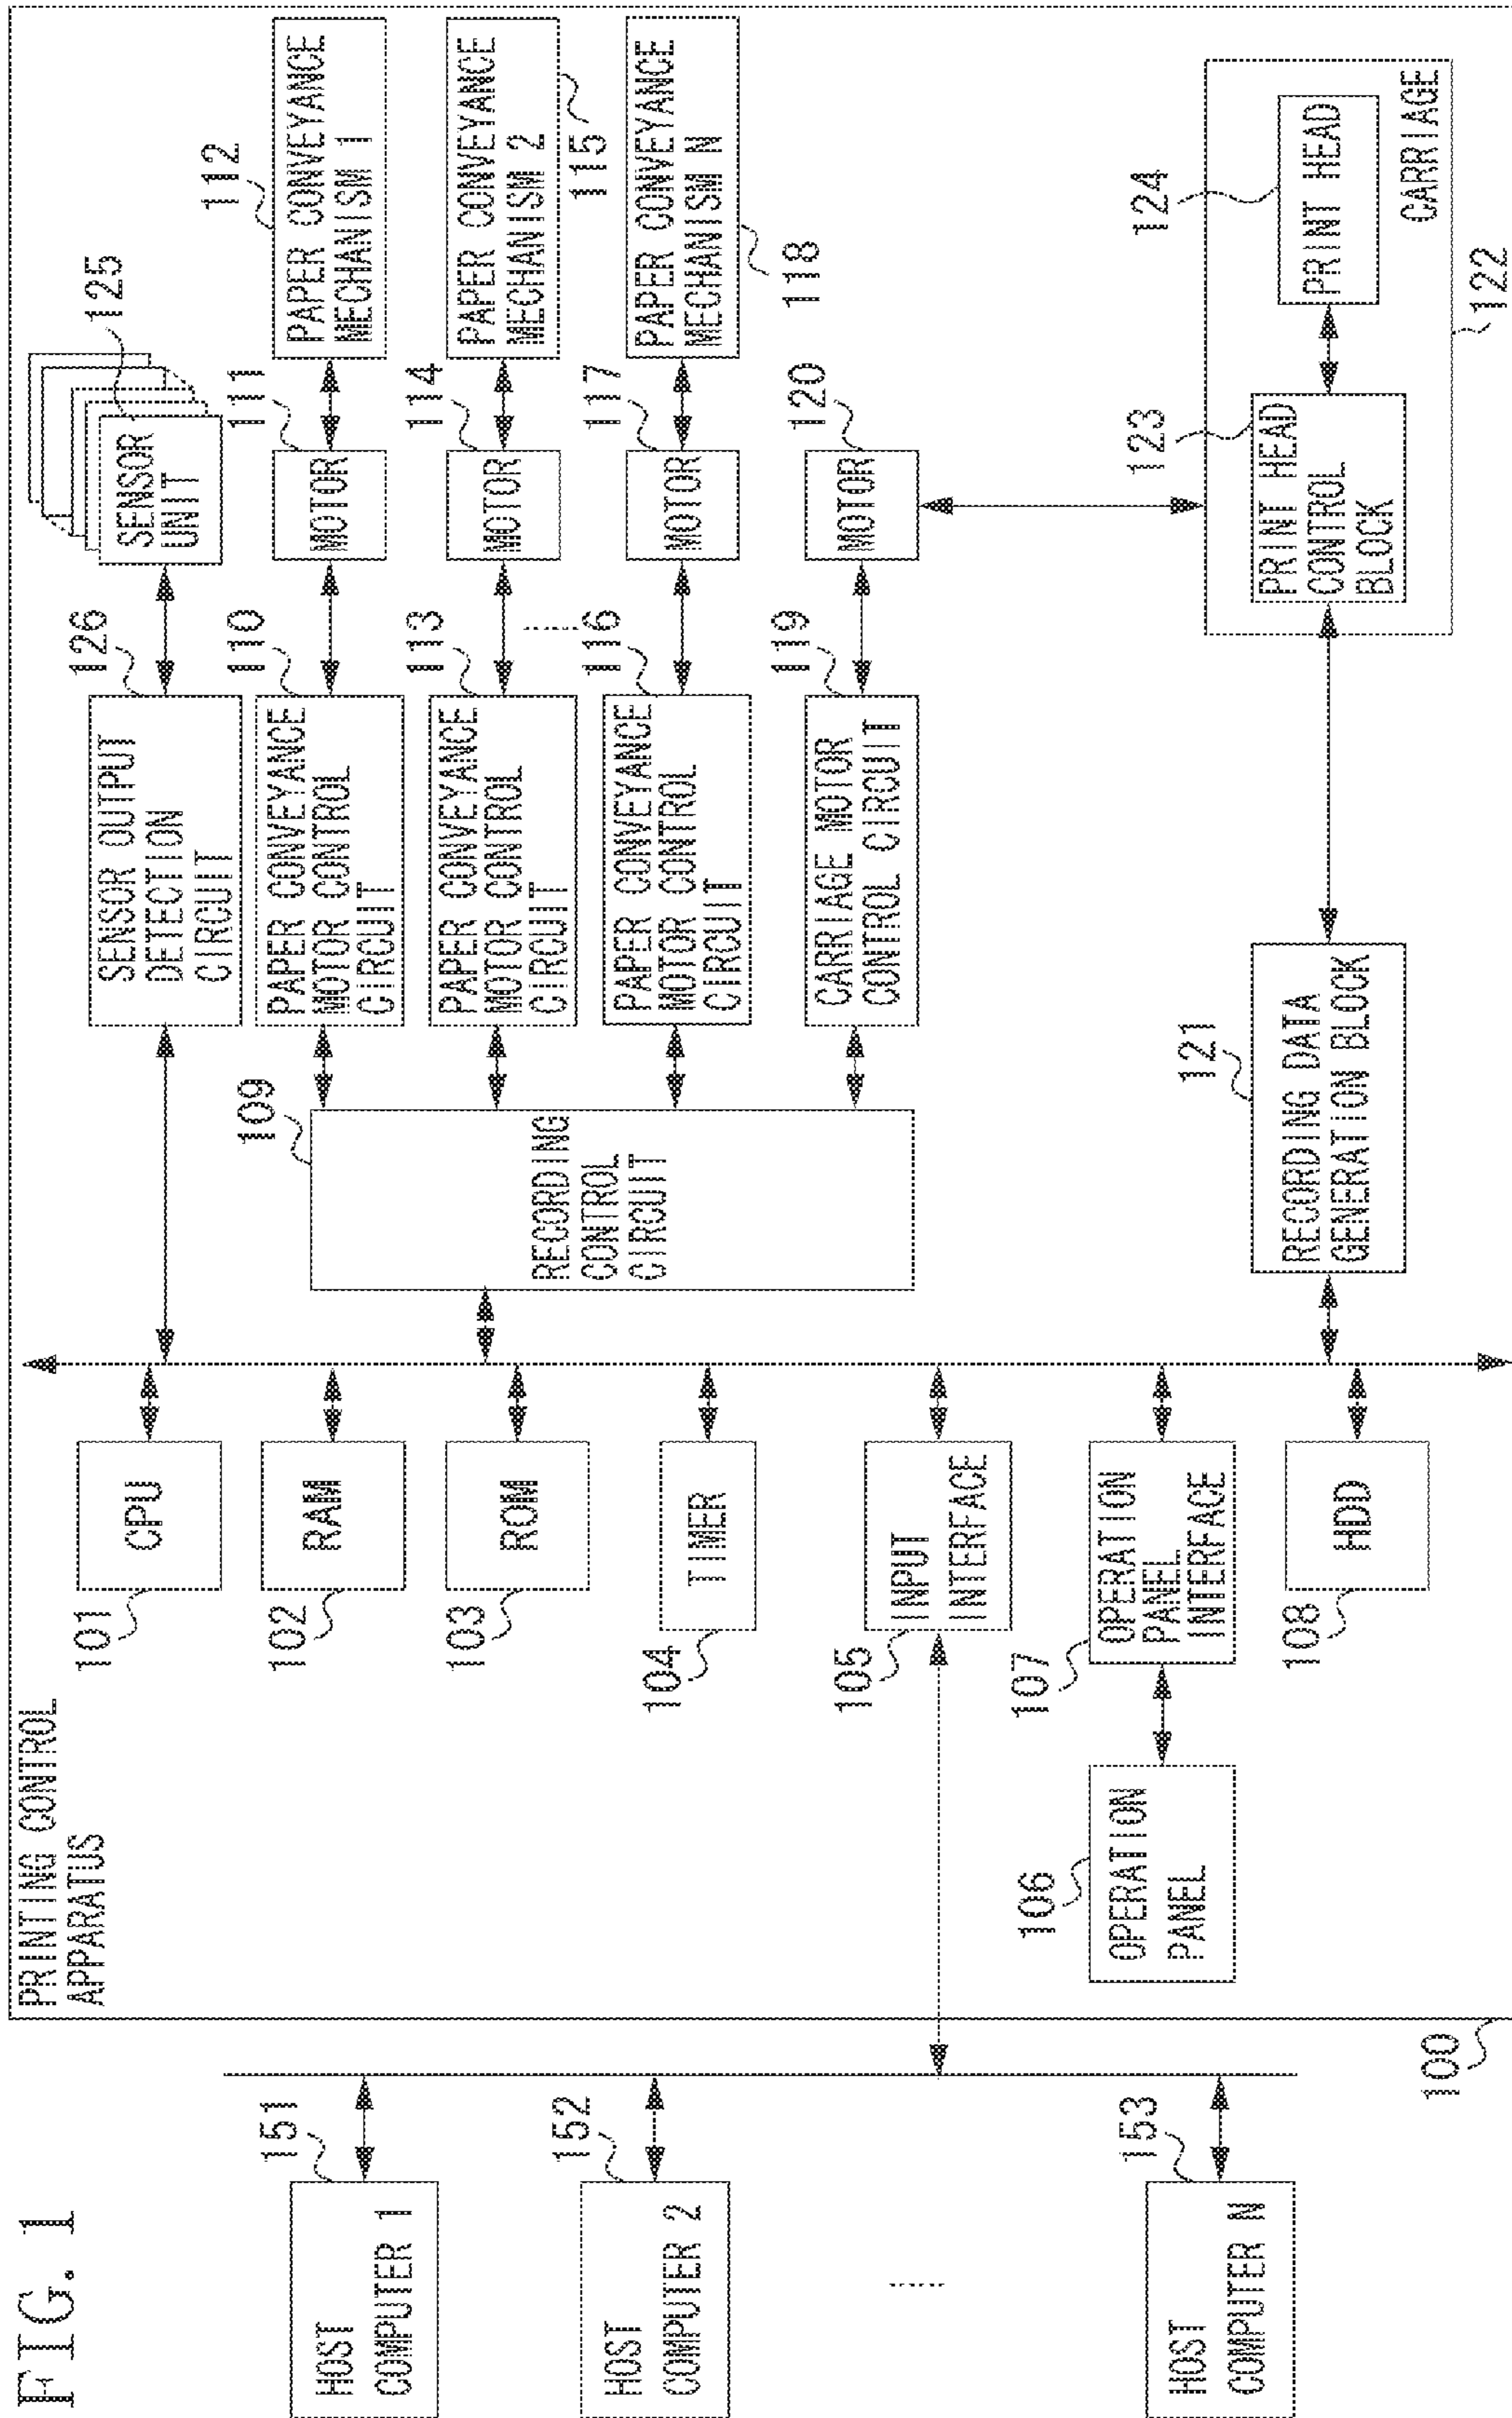 FIG. 1
PRINTING CONTROL
APPARATUS
100
HOST
COMPUTER 1
151
HOST
COMPUTER 2
152
HOST
COMPUTER N
153
101
CPU
102
RAM
103
ROM
104
TIMER
105
INPUT
INTERFACE
106
OPERATION
PANEL
107
OPERATION
PANEL
INTERFACE
108
HDD
109
RECORDING
CONTROL
CIRCUIT
126
SENSOR OUTPUT
DETECTION
CIRCUIT
125
SENSOR
UNIT
110
PAPER CONVEYANCE
MOTOR CONTROL
CIRCUIT
111
MOTOR
112
PAPER CONVEYANCE
MECHANISM 1
113
PAPER CONVEYANCE
MOTOR CONTROL
CIRCUIT
114
MOTOR
PAPER CONVEYANCE
MECHANISM 2
115
116
PAPER CONVEYANCE
MOTOR CONTROL
CIRCUIT
117
MOTOR
PAPER CONVEYANCE
MECHANISM N
118
119
CARRIAGE MOTOR
CONTROL CIRCUIT
120
MOTOR
121
RECORDING DATA
GENERATION BLOCK
123
PRINT HEAD
CONTROL
BLOCK
124
PRINT HEAD
CARRIAGE
122